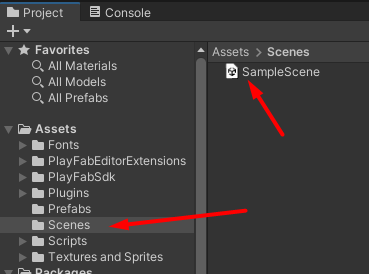 Project
Console
Favorites
All Materials
All Models
All Prefabs
Assets
Fonts
PlayFabEditorExtensions
PlayFabSdk
Plugins
Prefabs
Scenes
Scripts
Textures and Sprites
Packages
Assets > Scenes
SampleScene